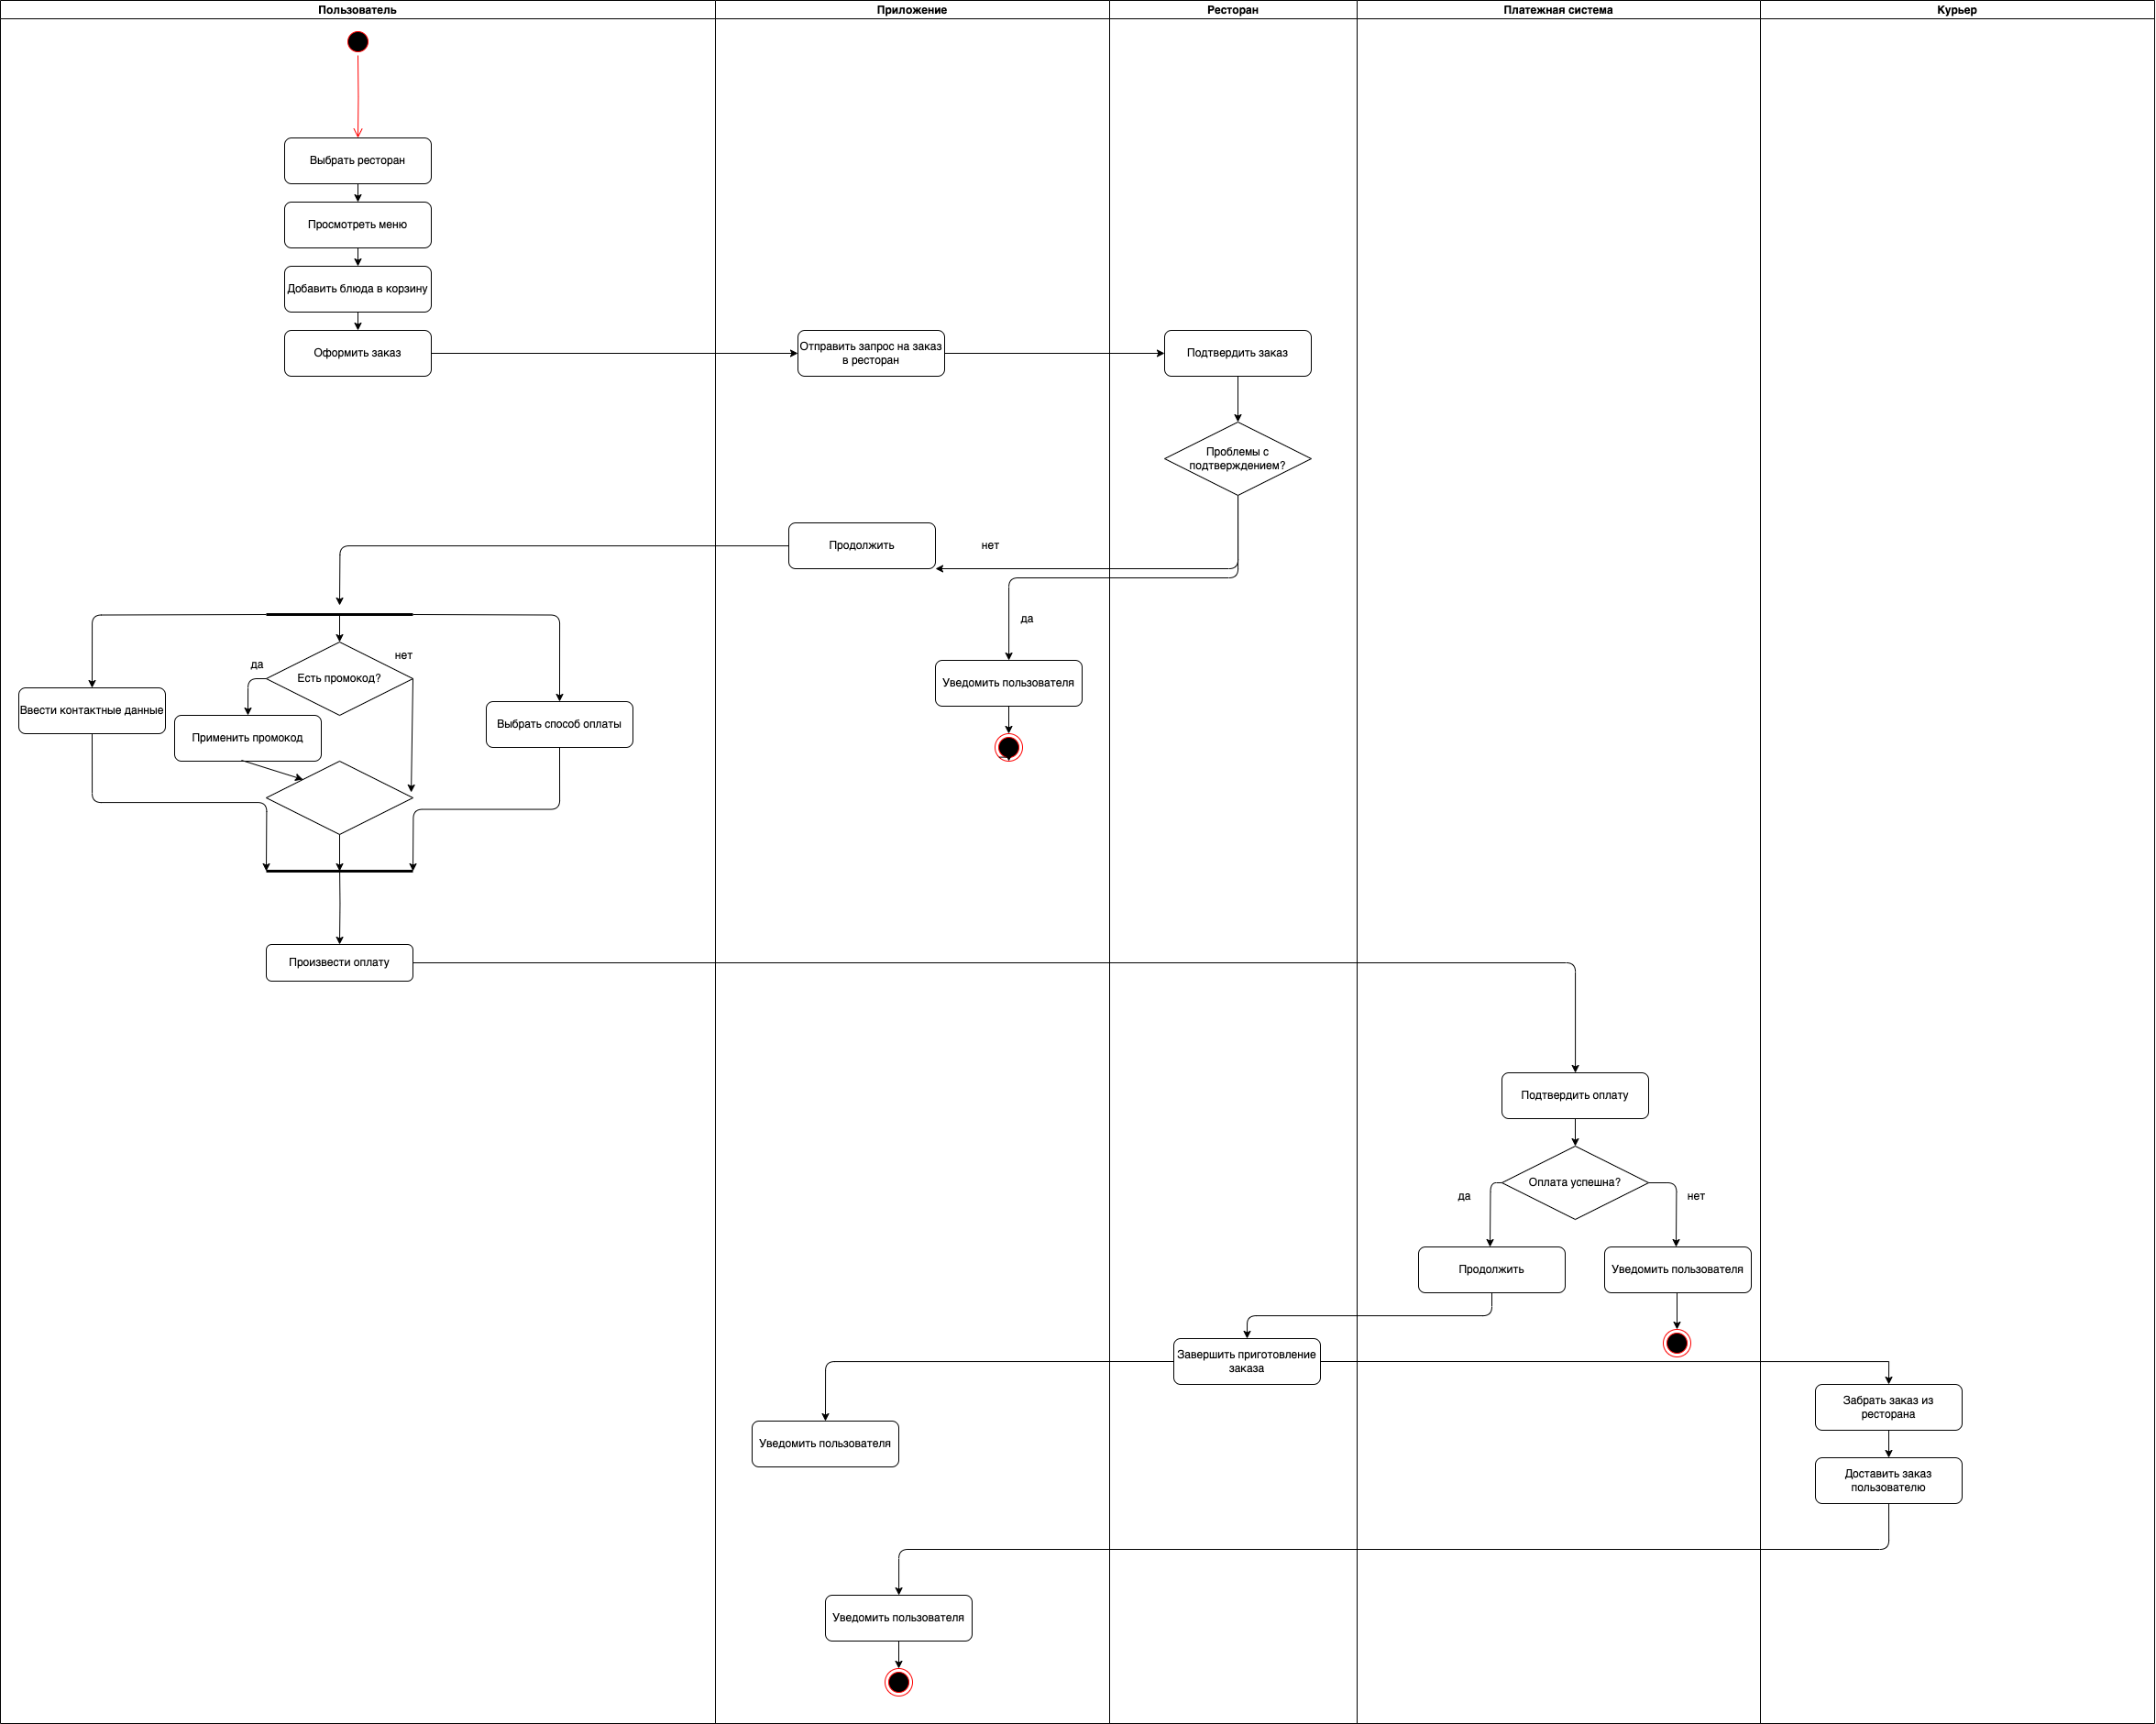 Пользователь
Приложение
Ресторан
Платежная система
Курьер
Выбрать ресторан
Просмотреть меню
Добавить блюда в корзину
Оформить заказ
Отправить запрос на заказ
в ресторан
Подтвердить заказ
Проблемы с
подтверждением?
Продолжить
нет
да
Уведомить пользователя
Есть промокод?
да
нет
Ввести контактные данные
Применить промокод
Выбрать способ оплаты
Произвести оплату
Подтвердить оплату
Оплата успешна?
да
нет
Продолжить
Уведомить пользователя
Завершить приготовление
заказа
Забрать заказ из
ресторана
Уведомить пользователя
Доставить заказ
пользователю
Уведомить пользователя